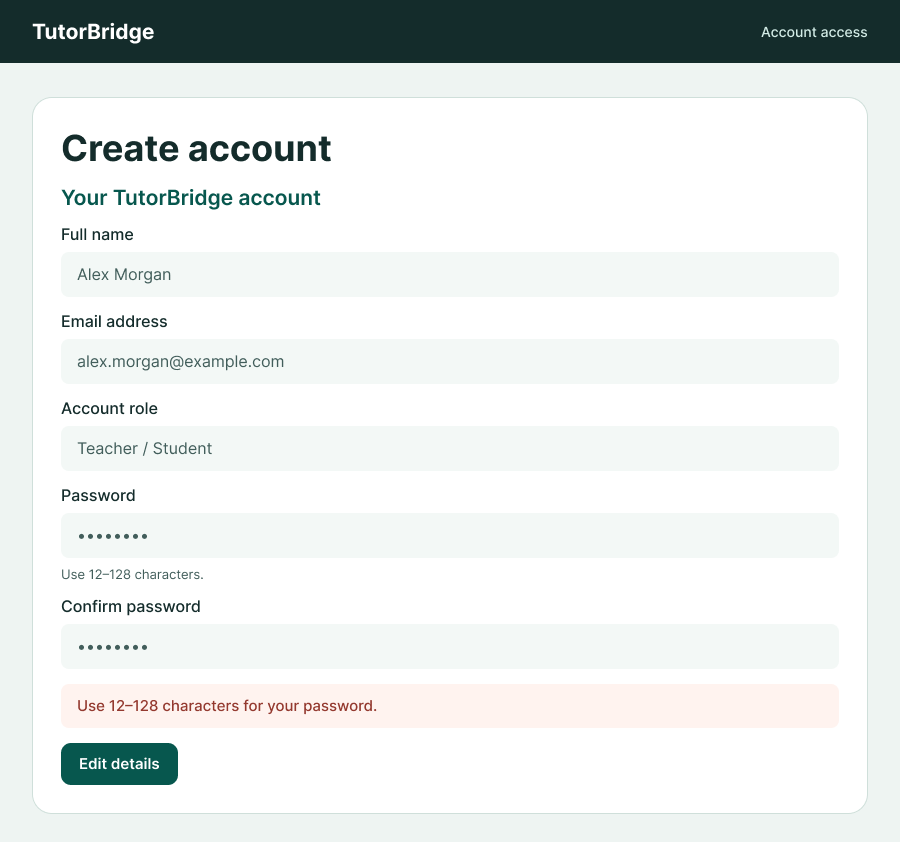 TutorBridge
Account access
Create account
Your TutorBridge account
Full name
Alex Morgan
Email address
alex.morgan@example.com
Account role
Teacher / Student
Password
••••••••
Use 12–128 characters.
Confirm password
••••••••
Use 12–128 characters for your password.
Edit details